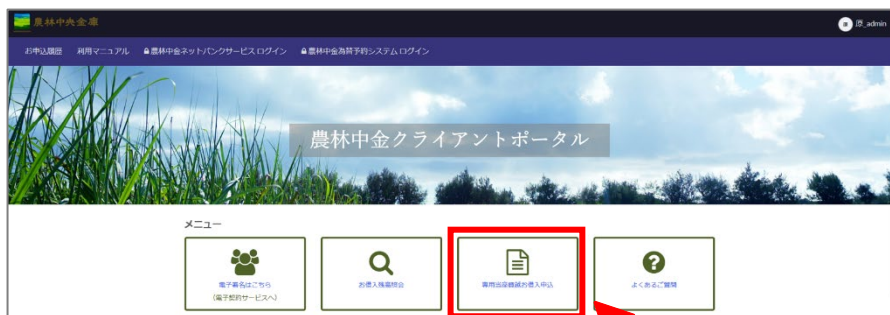 農林中央金庫
原_admin
お申込履歴 利用マニュアル 農林中金ネットバンクサービスログイン 農林中金為替予約システムログイン
農林中金クライアントポータル
メニュー
電子署名はこちら
(電子契約サービスへ)
お借入残高照会
専用当座貸越お借入申込
よくあるご質問